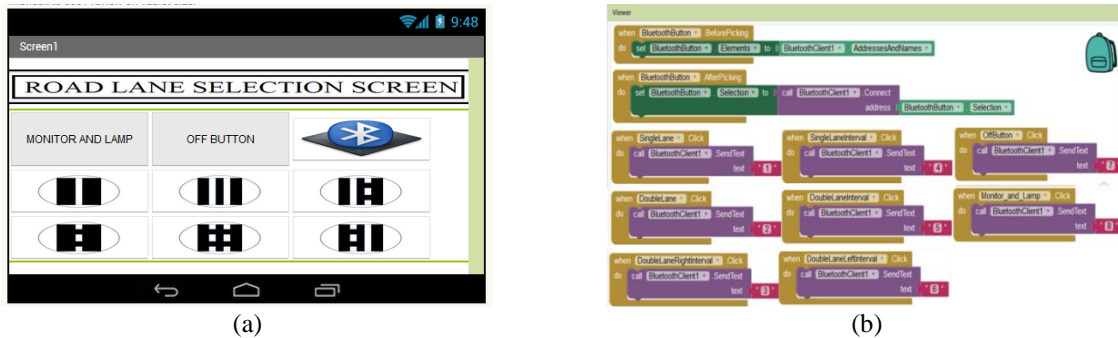 9:48
Screen1
ROAD LANE SELECTION SCREEN
MONITOR AND LAMP
OFF BUTTON
(a)
Viewer
when BluetoothButton .BeforePicking
do set BluetoothButton . Elements to BluetoothClient1 . AddressesAndNames
when BluetoothButton .AfterPicking
do set BluetoothButton . Selection to call BluetoothClient1 .Connect
address BluetoothButton . Selection
when SingleLane .Click
do call BluetoothClient1 .SendText
text "1"
when SingleLaneInterval .Click
do call BluetoothClient1 .SendText
text "4"
when OffButton .Click
do call BluetoothClient1 .SendText
text "7"
when DoubleLane .Click
do call BluetoothClient1 .SendText
text "2"
when DoubleLaneInterval .Click
do call BluetoothClient1 .SendText
text "5"
when Monitor_and_Lamp .Click
do call BluetoothClient1 .SendText
text "8"
when DoubleLaneRightInterval .Click
do call BluetoothClient1 .SendText
text "3"
when DoubleLaneLeftInterval .Click
do call BluetoothClient1 .SendText
text "6"
(b)